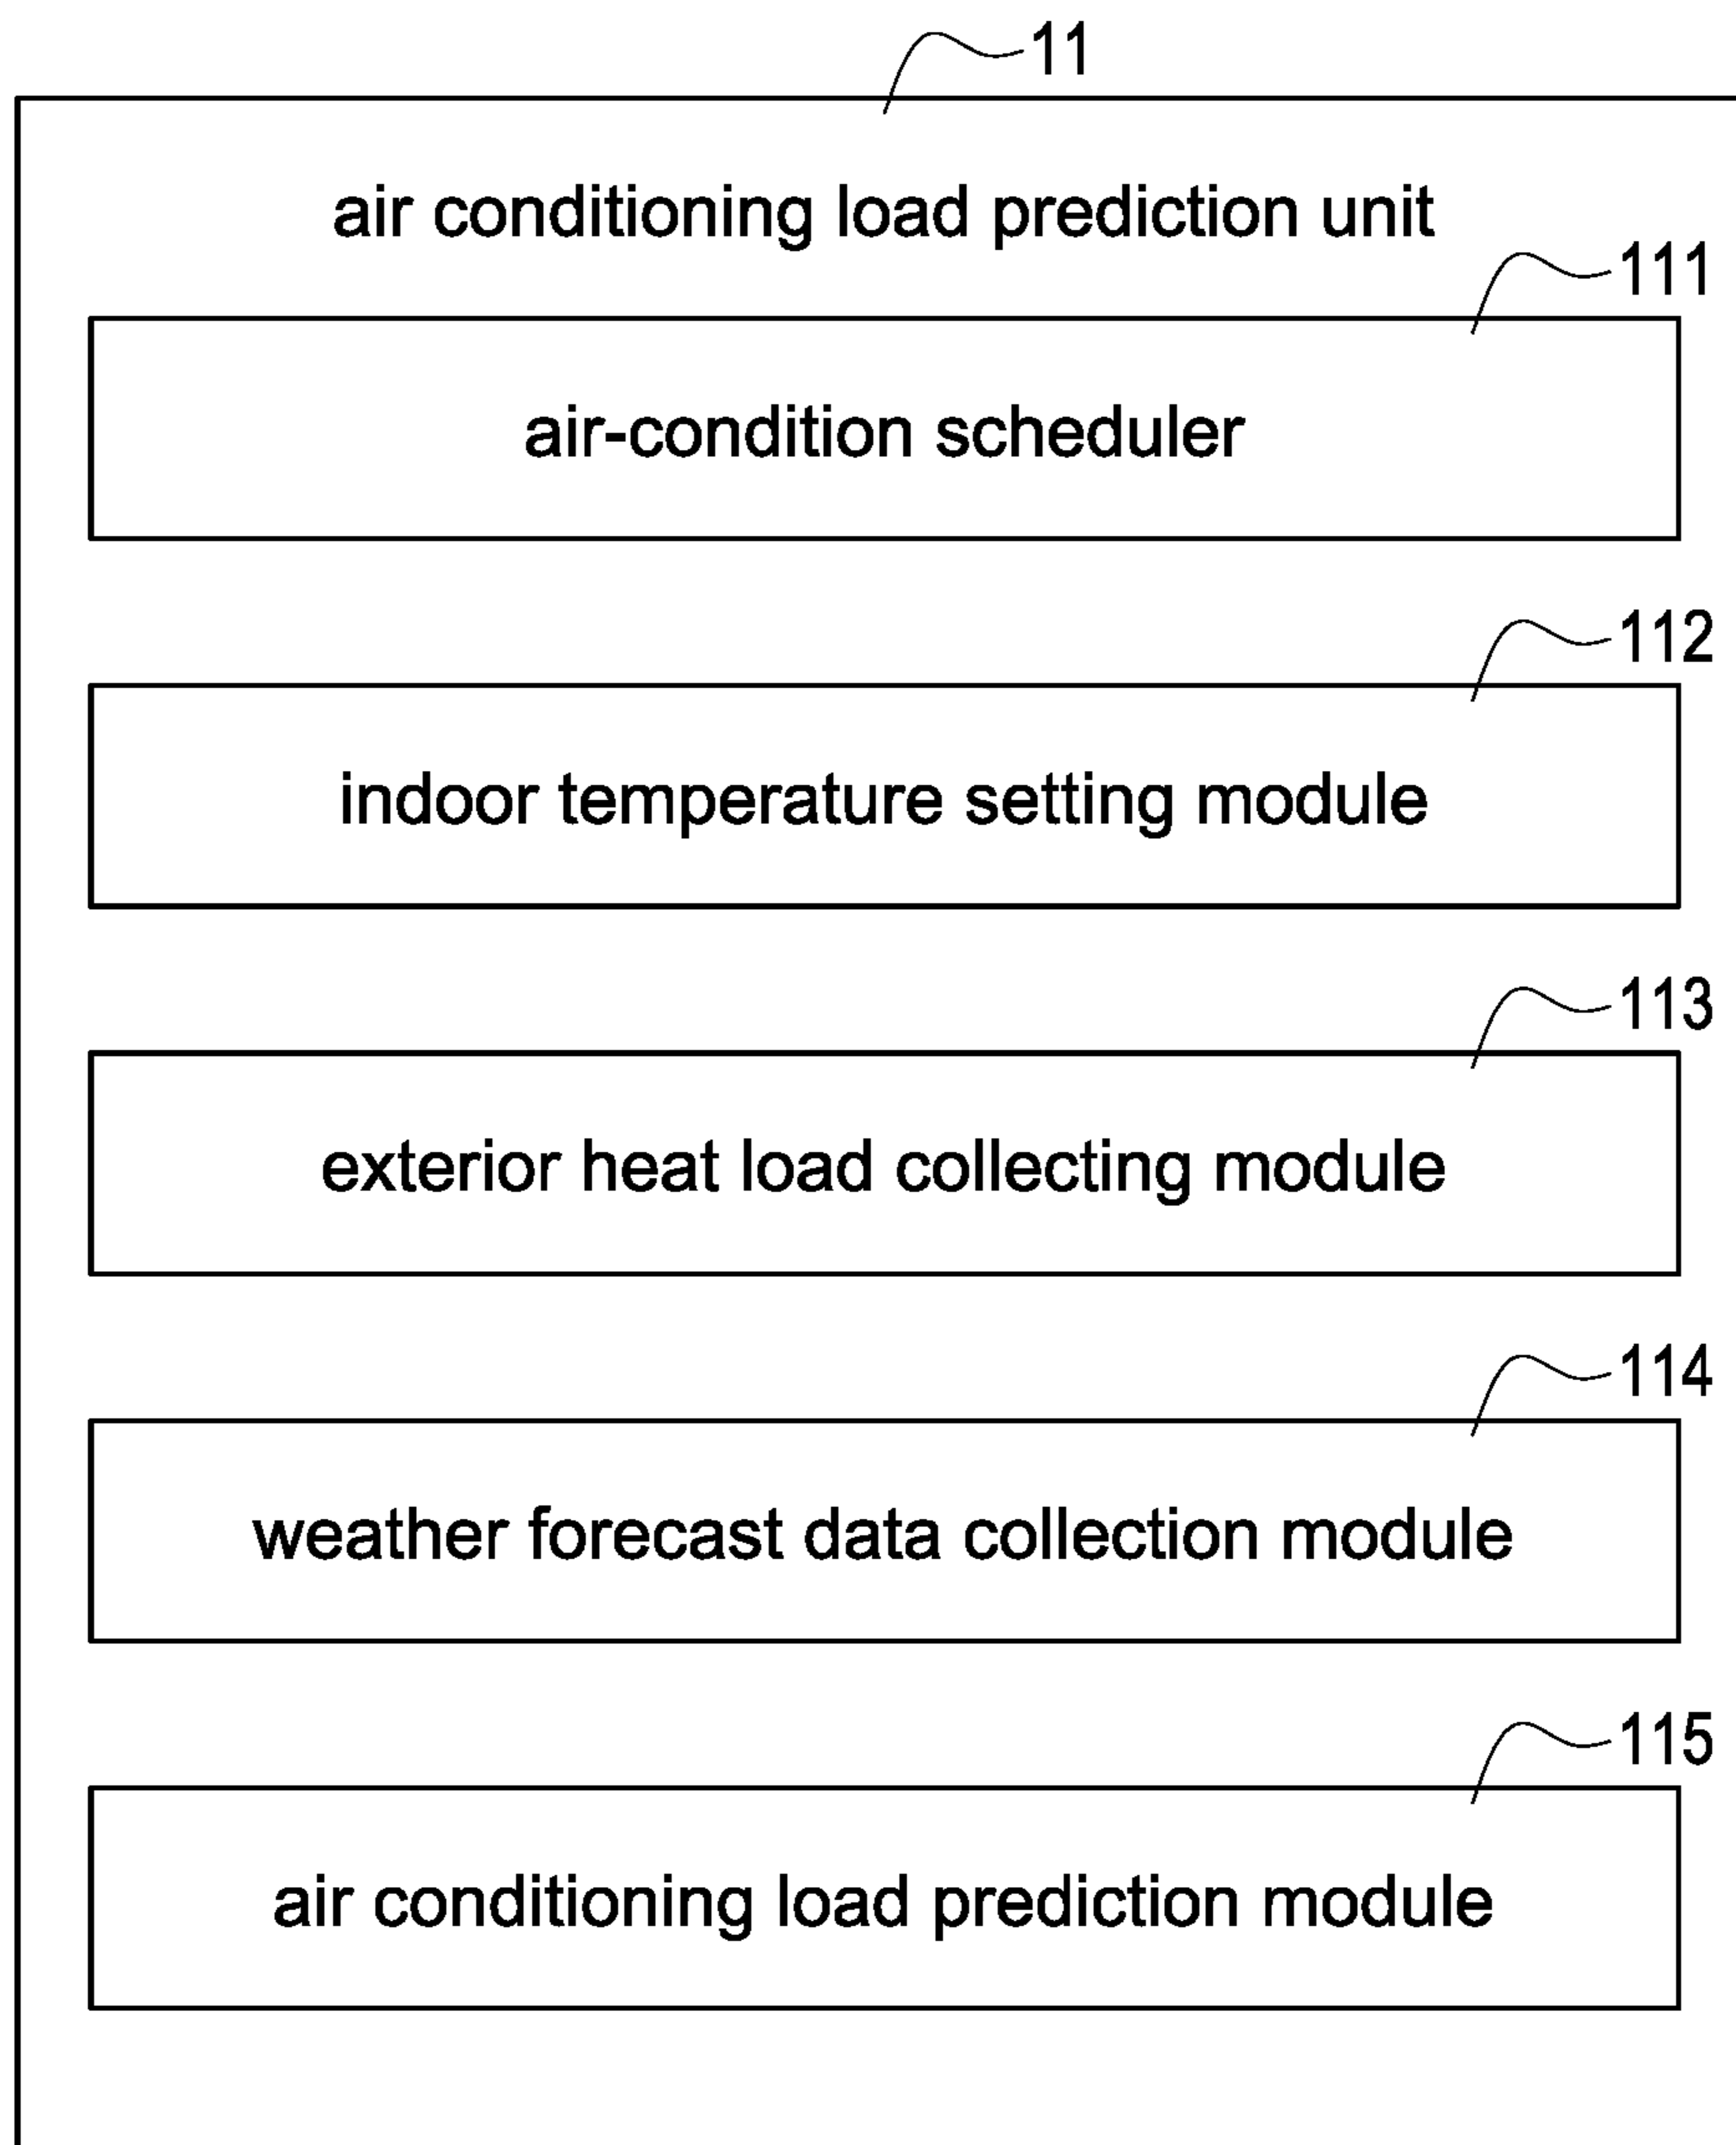 11
air conditioning load prediction unit
111
air-condition scheduler
112
indoor temperature setting module
113
exterior heat load collecting module
114
weather forecast data collection module
115
air conditioning load prediction module